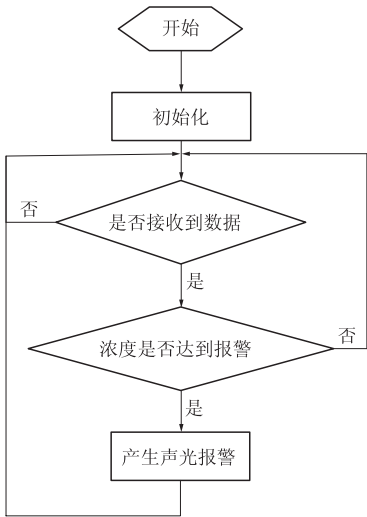 开始
初始化
是否接收到数据
否
是
浓度是否达到报警
否
是
产生声光报警